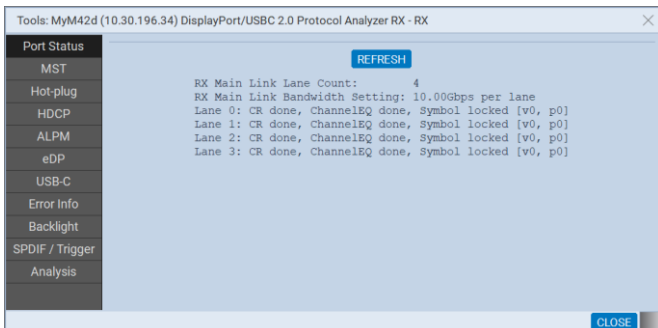 Tools: MyM42d (10.30.196.34) DisplayPort/USBC 2.0 Protocol Analyzer RX - RX
Port Status
MST
Hot-plug
HDCP
ALPM
eDP
USB-C
Error Info
Backlight
SPDIF / Trigger
Analysis
REFRESH
RX Main Link Lane Count: 4
RX Main Link Bandwidth Setting: 10.00Gbps per lane
Lane 0: CR done, ChannelEQ done, Symbol locked [v0, p0]
Lane 1: CR done, ChannelEQ done, Symbol locked [v0, p0]
Lane 2: CR done, ChannelEQ done, Symbol locked [v0, p0]
Lane 3: CR done, ChannelEQ done, Symbol locked [v0, p0]
CLOSE